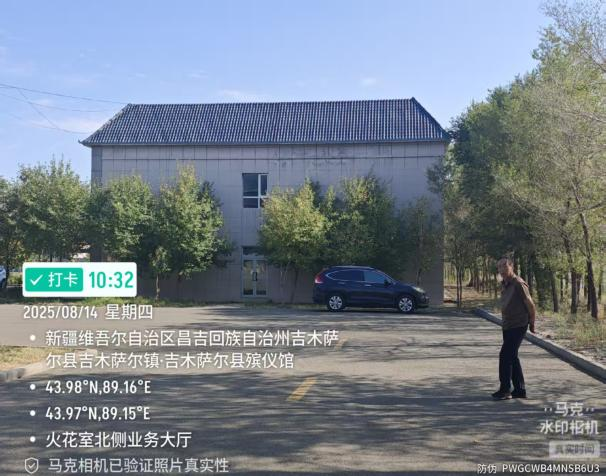 打卡 10:32
2025/08/14 星期四
新疆维吾尔自治区昌吉回族自治州吉木萨
尔县吉木萨尔镇·吉木萨尔县殡仪馆
43.98°N,89.16°E
43.97°N,89.15°E
火花室北侧业务大厅
马克相机已验证照片真实性
马克
水印相机
真实时间
防伪 PWGCWB4MNSB6U3